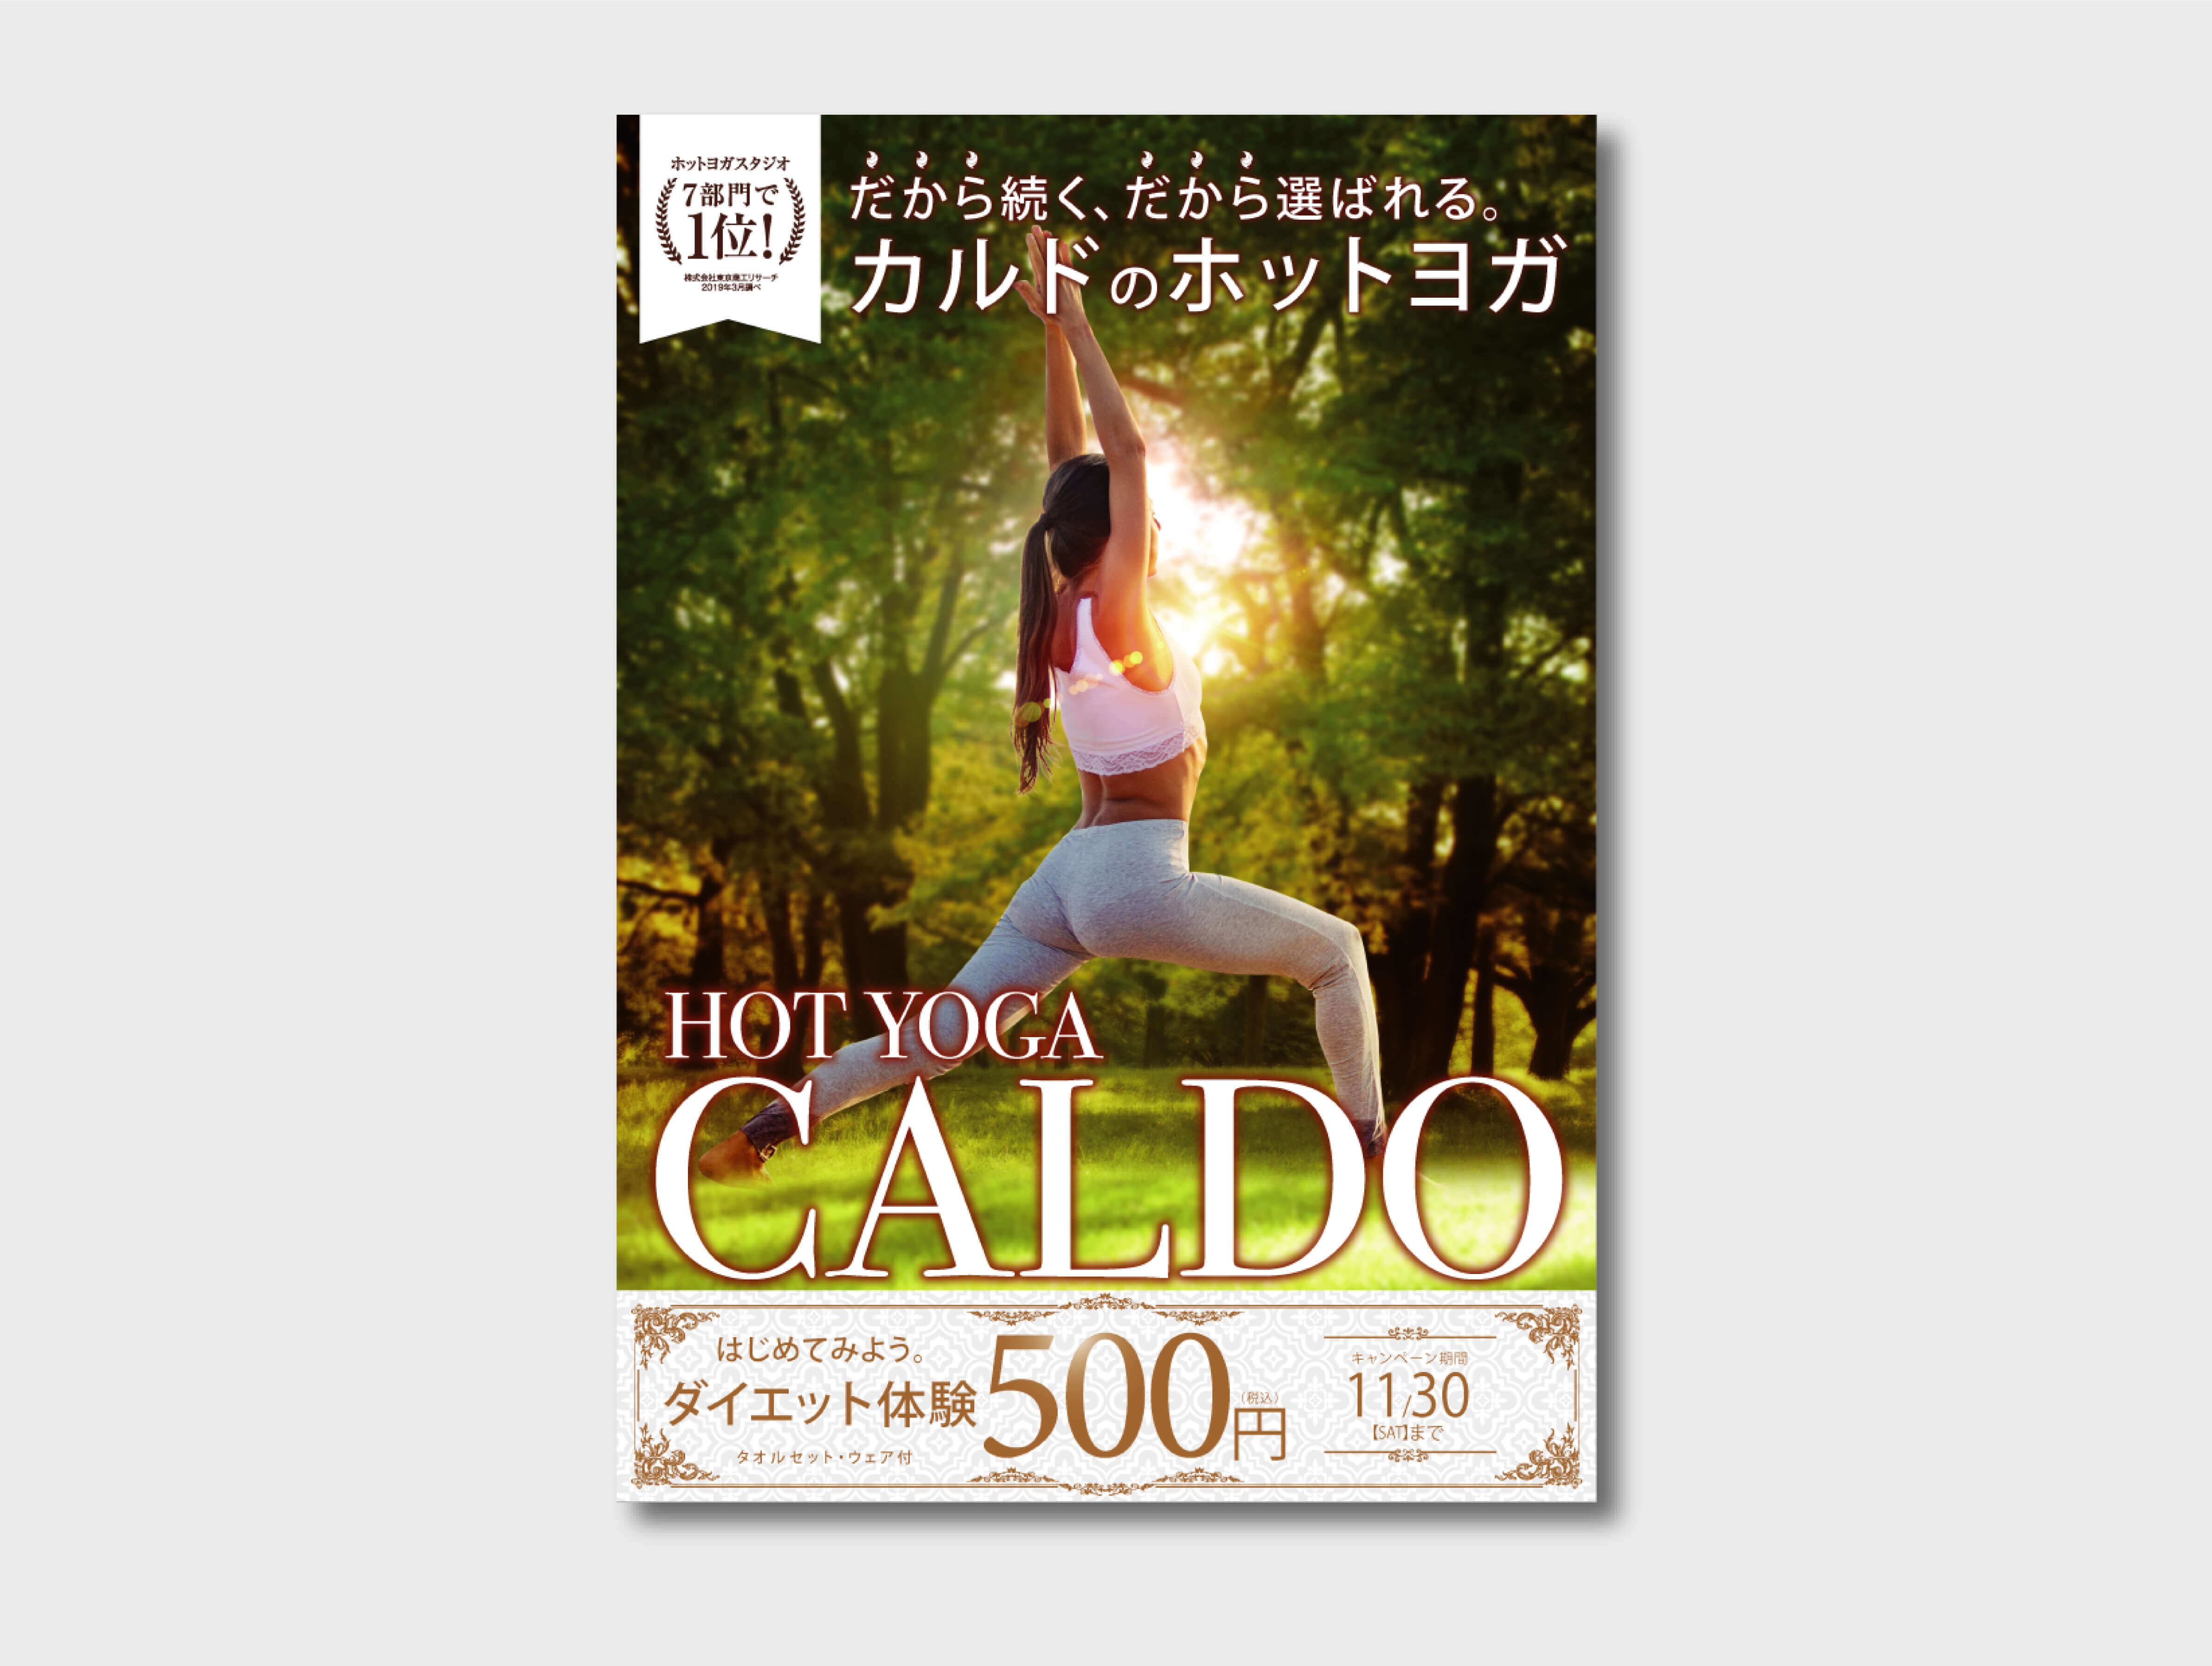 ホットヨガスタジオ
7部門で
1位!
株式会社東京商工リサーチ
2019年3月調べ
だから続く、だから選ばれる。
カルドのホットヨガ
HOT YOGA
CALDO
はじめてみよう。
ダイエット体験
タオルセット・ウェア付
500円
(税込)
キャンペーン期間
11/30
【SAT】まで